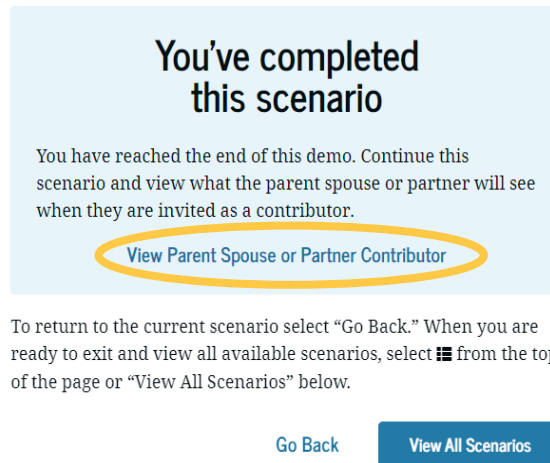 You've completed
this scenario
You have reached the end of this demo. Continue this
scenario and view what the parent spouse or partner will see
when they are invited as a contributor.
View Parent Spouse or Partner Contributor
To return to the current scenario select “Go Back.” When you are
ready to exit and view all available scenarios, select from the top
of the page or “View All Scenarios” below.
Go Back
View All Scenarios